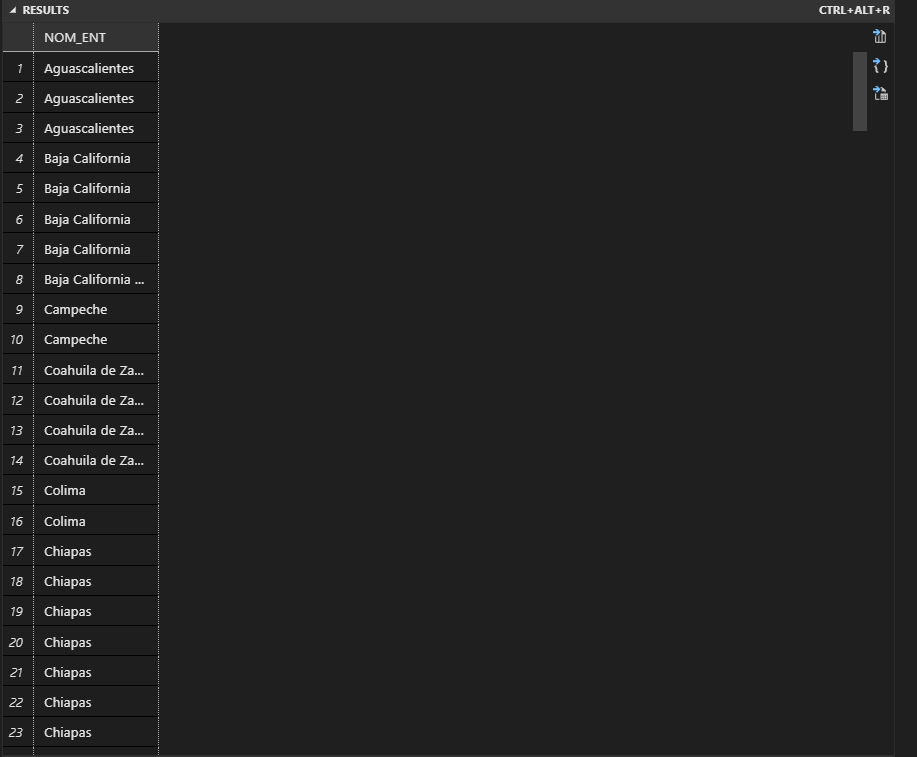 RESULTS CTRL+ALT+R
NOM_ENT
1 Aguascalientes
2 Aguascalientes
3 Aguascalientes
4 Baja California
5 Baja California
6 Baja California
7 Baja California
8 Baja California ...
9 Campeche
10 Campeche
11 Coahuila de Za...
12 Coahuila de Za...
13 Coahuila de Za...
14 Coahuila de Za...
15 Colima
16 Colima
17 Chiapas
18 Chiapas
19 Chiapas
20 Chiapas
21 Chiapas
22 Chiapas
23 Chiapas